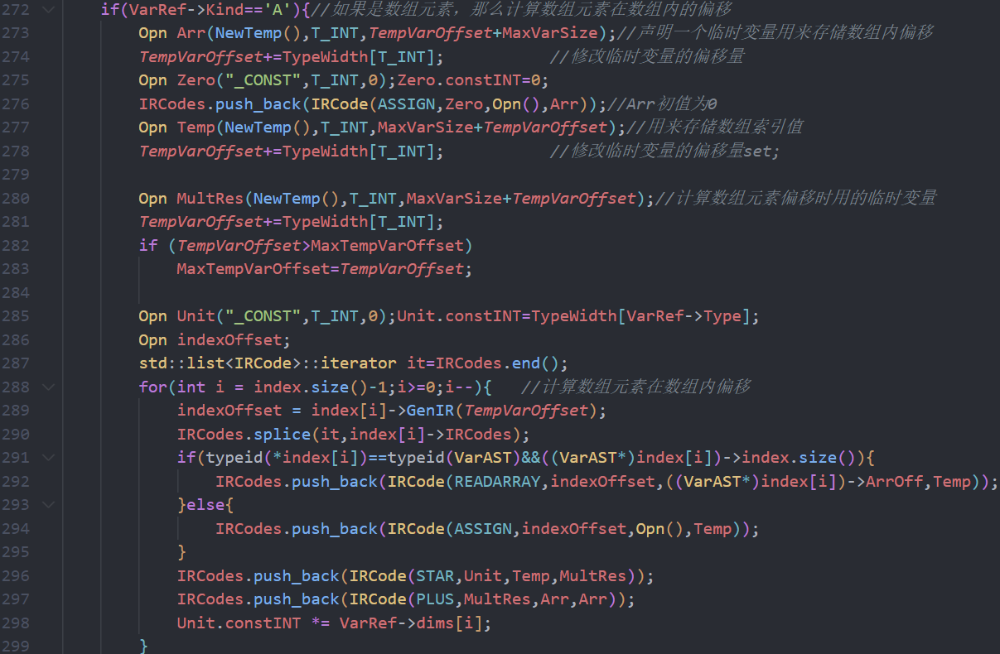 272 if(VarRef->Kind=='A'){//如果是数组元素，那么计算数组元素在数组内的偏移
273 Opn Arr(NewTemp(),T_INT,TempVarOffset+MaxVarSize);//声明一个临时变量用来存储数组内偏移
274 TempVarOffset+=TypeWidth[T_INT]; //修改临时变量的偏移量
275 Opn Zero("_CONST",T_INT,0);Zero.constINT=0;
276 IRCodes.push_back(IRCode(ASSIGN,Zero,Opn(),Arr));//Arr初值为0
277 Opn Temp(NewTemp(),T_INT,MaxVarSize+TempVarOffset);//用来存储数组索引值
278 TempVarOffset+=TypeWidth[T_INT]; //修改临时变量的偏移量set;
279
280 Opn MultRes(NewTemp(),T_INT,MaxVarSize+TempVarOffset);//计算数组元素偏移时用的临时变量
281 TempVarOffset+=TypeWidth[T_INT];
282 if (TempVarOffset>MaxTempVarOffset)
283 MaxTempVarOffset=TempVarOffset;
284
285 Opn Unit("_CONST",T_INT,0);Unit.constINT=TypeWidth[VarRef->Type];
286 Opn indexOffset;
287 std::list<IRCode>::iterator it=IRCodes.end();
288 for(int i = index.size()-1;i>=0;i--){ //计算数组元素在数组内偏移
289 indexOffset = index[i]->GenIR(TempVarOffset);
290 IRCodes.splice(it,index[i]->IRCodes);
291 if(typeid(*index[i])==typeid(VarAST)&&((VarAST*)index[i])->index.size()){
292 IRCodes.push_back(IRCode(READARRAY,indexOffset,((VarAST*)index[i])->ArrOff,Temp));
293 }else{
294 IRCodes.push_back(IRCode(ASSIGN,indexOffset,Opn(),Temp));
295 }
296 IRCodes.push_back(IRCode(STAR,Unit,Temp,MultRes));
297 IRCodes.push_back(IRCode(PLUS,MultRes,Arr,Arr));
298 Unit.constINT *= VarRef->dims[i];
299 }